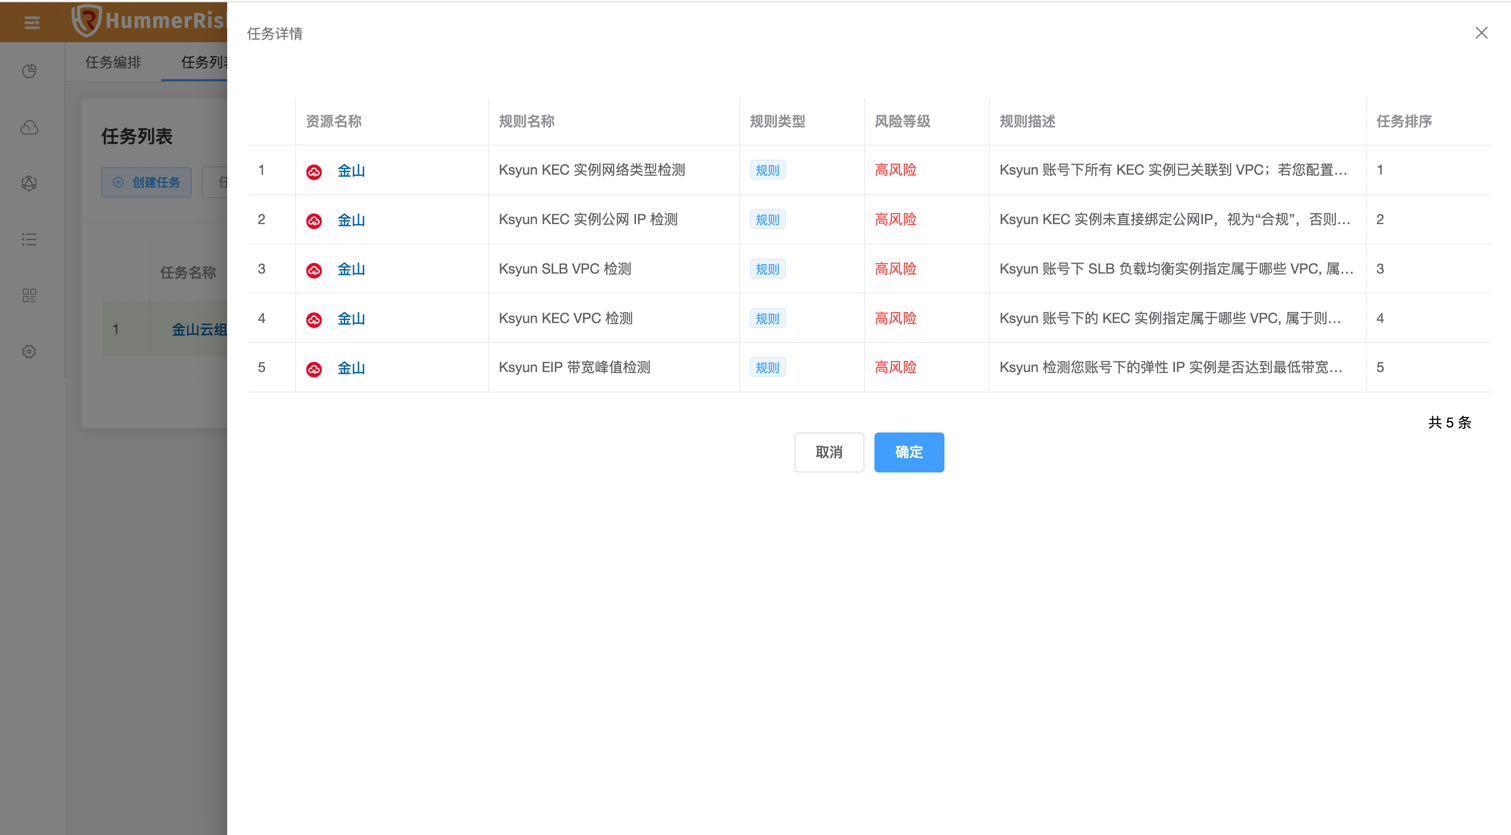 HummerRis
任务详情
任务编排
任务列表
任务列表
创建任务
任务名称
1
金山云组
资源名称 规则名称 规则类型 风险等级 规则描述 任务排序
1 金山 Ksyun KEC 实例网络类型检测 规则 高风险 Ksyun 账号下所有 KEC 实例已关联到 VPC；若您配置... 1
2 金山 Ksyun KEC 实例公网 IP 检测 规则 高风险 Ksyun KEC 实例未直接绑定公网IP，视为“合规”，否则... 2
3 金山 Ksyun SLB VPC 检测 规则 高风险 Ksyun 账号下 SLB 负载均衡实例指定属于哪些 VPC, 属... 3
4 金山 Ksyun KEC VPC 检测 规则 高风险 Ksyun 账号下的 KEC 实例指定属于哪些 VPC, 属于则... 4
5 金山 Ksyun EIP 带宽峰值检测 规则 高风险 Ksyun 检测您账号下的弹性 IP 实例是否达到最低带宽... 5
共 5 条
取消 确定